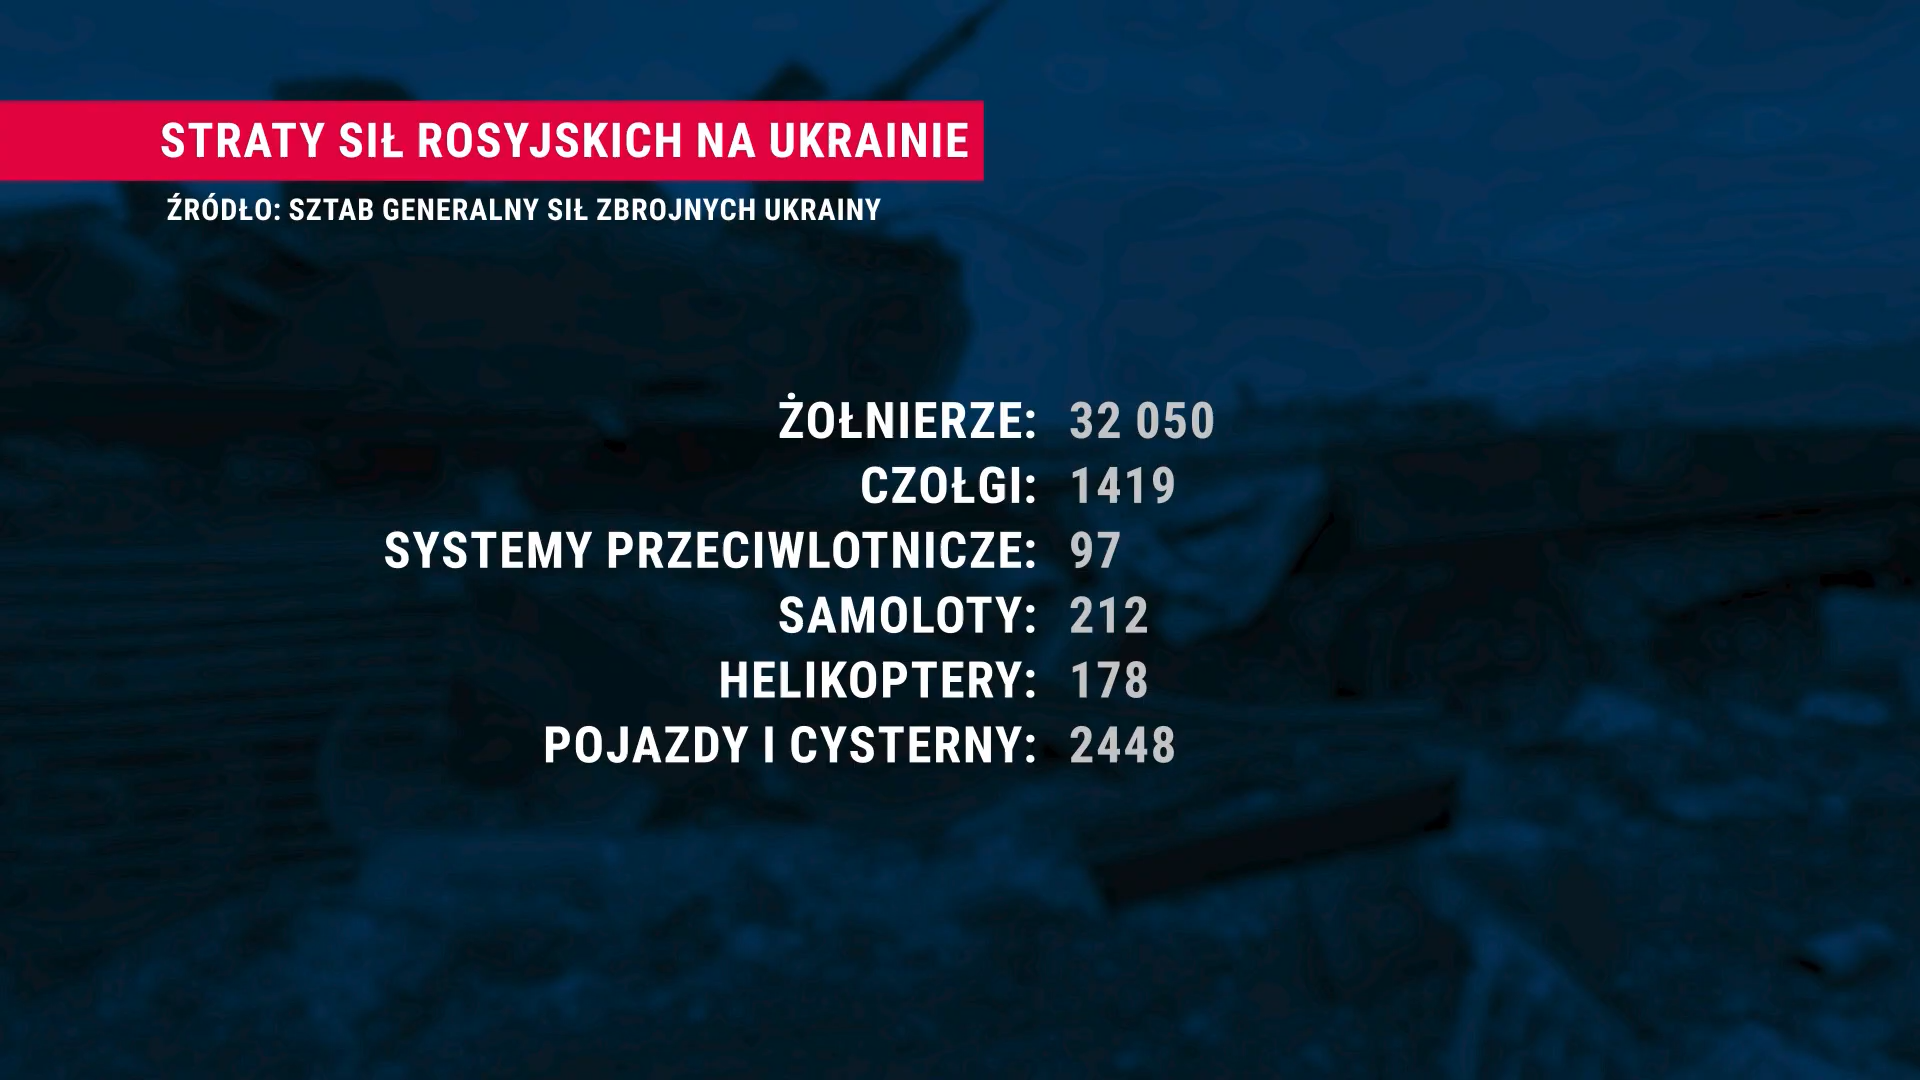 STRATY SIŁ ROSYJSKICH NA UKRAINIE
ŹRÓDŁO: SZTAB GENERALNY SIŁ ZBROJNYCH UKRAINY
ŻOŁNIERZE: 32 050
CZOŁGI: 1419
SYSTEMY PRZECIWLOTNICZE: 97
SAMOLOTY: 212
HELIKOPTERY: 178
POJAZDY I CYSTERNY: 2448